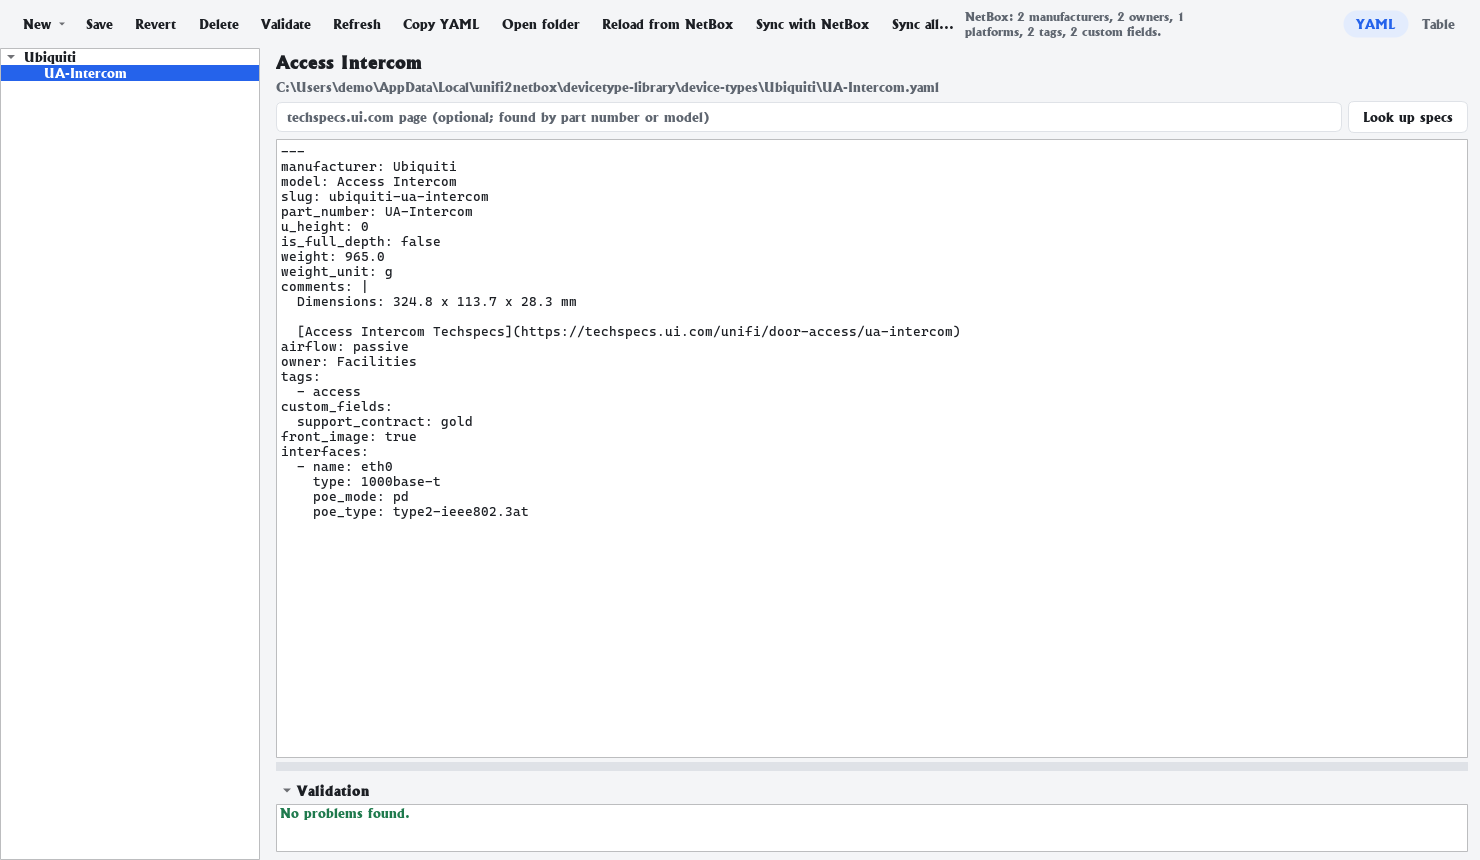 New Save Revert Delete Validate Refresh Copy YAML Open folder Reload from NetBox Sync with NetBox Sync all...
NetBox: 2 manufacturers, 2 owners, 1
platforms, 2 tags, 2 custom fields.
YAML Table
Ubiquiti
UA-Intercom
Access Intercom
C:\Users\demo\AppData\Local\unifi2netbox\devicetype-library\device-types\Ubiquiti\UA-Intercom.yaml
techspecs.ui.com page (optional; found by part number or model)
Look up specs
---
manufacturer: Ubiquiti
model: Access Intercom
slug: ubiquiti-ua-intercom
part_number: UA-Intercom
u_height: 0
is_full_depth: false
weight: 965.0
weight_unit: g
comments: |
  Dimensions: 324.8 x 113.7 x 28.3 mm

  [Access Intercom Techspecs](https://techspecs.ui.com/unifi/door-access/ua-intercom)
airflow: passive
owner: Facilities
tags:
  - access
custom_fields:
  support_contract: gold
front_image: true
interfaces:
  - name: eth0
    type: 1000base-t
    poe_mode: pd
    poe_type: type2-ieee802.3at
Validation
No problems found.